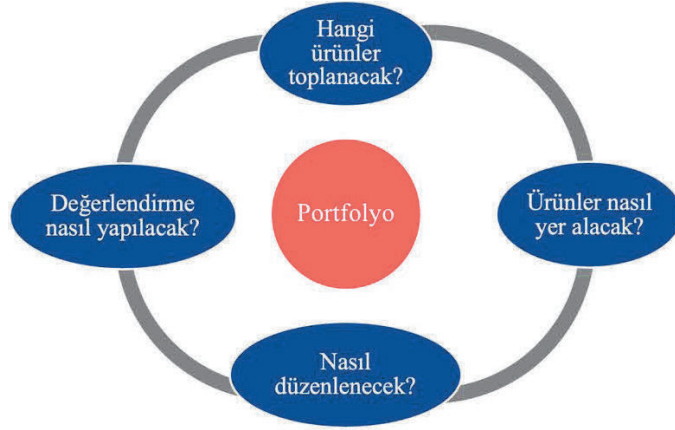 Hangi
ürünler
toplanacak?
Değerlendirme
nasıl yapılacak?
Portfolyo
Ürünler nasıl
yer alacak?
Nasıl
düzenlenecek?